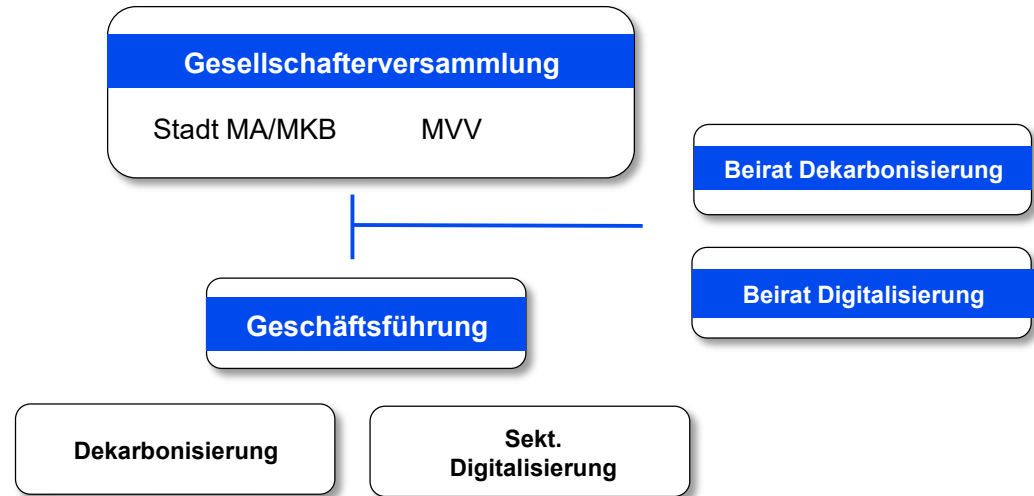 Gesellschafterversammlung
Stadt MA/MKB MVV
Beirat Dekarbonisierung
Beirat Digitalisierung
Geschäftsführung
Dekarbonisierung
Sekt.
Digitalisierung